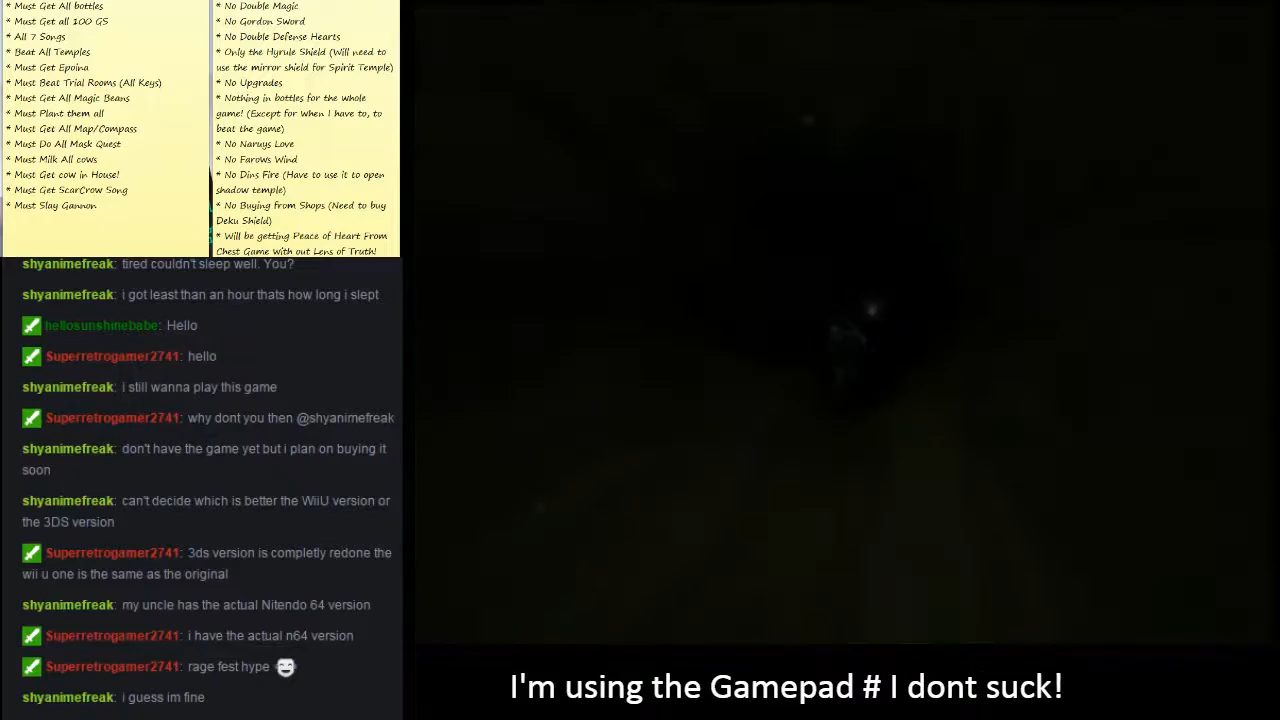 * Must Get All bottles
* Must Get all 100 GS
* All 7 Songs
* Beat All Temples
* Must Get Epoina
* Must Beat Trial Rooms (All Keys)
* Must Get All Magic Beans
* Must Plant them all
* Must Get All Map/Compass
* Must Do All Mask Quest
* Must Milk All cows
* Must Get cow in House!
* Must Get ScarCrow Song
* Must Slay Gannon
* No Double Magic
* No Gordon Sword
* No Double Defense Hearts
* Only the Hyrule Shield (Will need to
use the mirror shield for Spirit Temple)
* No Upgrades
* Nothing in bottles for the whole
game! (Except for When I have to, to
beat the game)
* No Naruys Love
* No Farows Wind
* No Dins Fire (Have to use it to open
shadow temple)
* No Buying from Shops (Need to buy
Deku Shield)
* Will be getting Peace of Heart From
Chest Game With out Lens of Truth!
shyanimefreak: tired couldn't sleep well. You?
shyanimefreak: i got least than an hour thats how long i slept
hellosunshinebabe: Hello
Superretrogamer2741: hello
shyanimefreak: i still wanna play this game
Superretrogamer2741: why dont you then @shyanimefreak
shyanimefreak: don't have the game yet but i plan on buying it
soon
shyanimefreak: can't decide which is better the WiiU version or
the 3DS version
Superretrogamer2741: 3ds version is completly redone the
wii u one is the same as the original
shyanimefreak: my uncle has the actual Nitendo 64 version
Superretrogamer2741: i have the actual n64 version
Superretrogamer2741: rage fest hype
shyanimefreak: i guess im fine
I'm using the Gamepad # I dont suck!